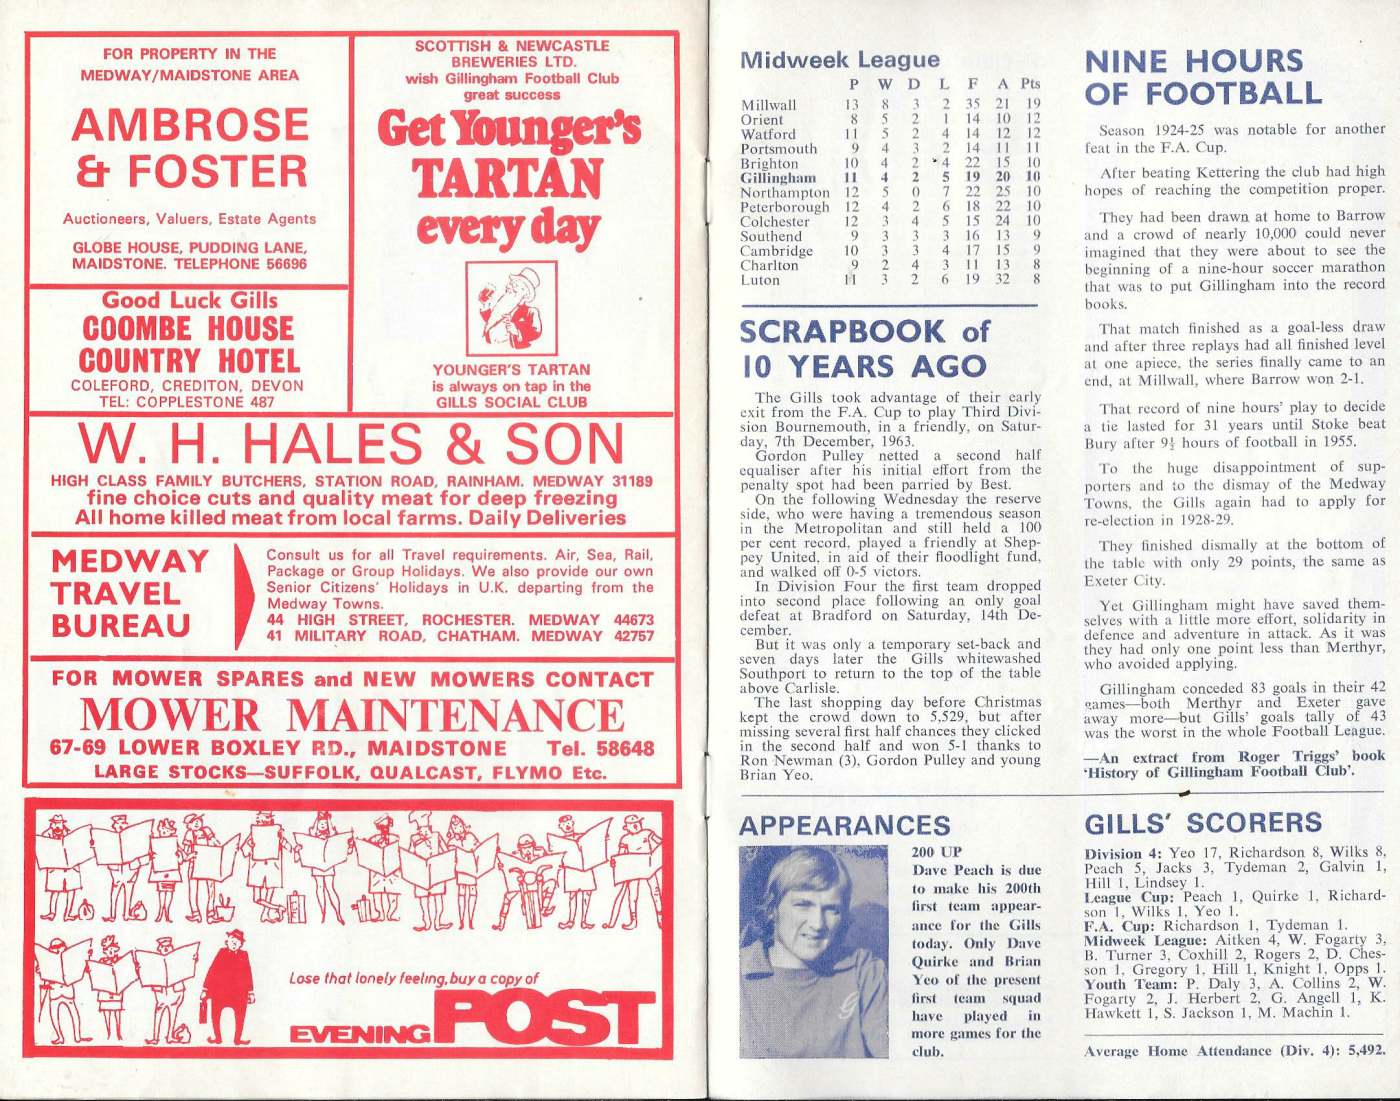 FOR PROPERTY IN THE
MEDWAY/MAIDSTONE AREA
AMBROSE
& FOSTER
Auctioneers, Valuers, Estate Agents
GLOBE HOUSE, PUDDING LANE,
MAIDSTONE. TELEPHONE 56696
Good Luck Gills
COOMBE HOUSE
COUNTRY HOTEL
COLEFORD, CREDITON, DEVON
TEL: COPPLESTONE 487
SCOTTISH & NEWCASTLE
BREWERIES LTD.
wish Gillingham Football Club
great success
Get Younger's
TARTAN
every day
YOUNGER'S TARTAN
is always on tap in the
GILLS SOCIAL CLUB
W. H. HALES & SON
HIGH CLASS FAMILY BUTCHERS, STATION ROAD, RAINHAM. MEDWAY 31189
fine choice cuts and quality meat for deep freezing
All home killed meat from local farms. Daily Deliveries
MEDWAY
TRAVEL
BUREAU
Consult us for all Travel requirements. Air, Sea, Rail,
Package or Group Holidays. We also provide our own
Senior Citizens' Holidays in U.K. departing from the
Medway Towns.
44 HIGH STREET, ROCHESTER. MEDWAY 44673
41 MILITARY ROAD, CHATHAM. MEDWAY 42757
FOR MOWER SPARES and NEW MOWERS CONTACT
MOWER MAINTENANCE
67-69 LOWER BOXLEY RD., MAIDSTONE Tel. 58648
LARGE STOCKS—SUFFOLK, QUALCAST, FLYMO Etc.
Lose that lonely feeling, buy a copy of
EVENING POST
Midweek League
P W D L F A Pts
Millwall 13 8 3 2 35 21 19
Orient 8 5 2 1 14 10 12
Watford 11 5 2 4 14 12 12
Portsmouth 9 4 3 2 14 11 11
Brighton 10 4 2 4 22 15 10
Gillingham 11 4 2 5 19 20 10
Northampton 12 5 0 7 22 25 10
Peterborough 12 4 2 6 18 22 10
Colchester 12 3 4 5 15 24 10
Southend 9 3 3 3 16 13 9
Cambridge 10 3 3 4 17 15 9
Charlton 9 2 4 3 11 13 8
Luton 11 3 2 6 19 32 8
SCRAPBOOK of
10 YEARS AGO
The Gills took advantage of their early
exit from the F.A. Cup to play Third Divi-
sion Bournemouth, in a friendly, on Satur-
day, 7th December, 1963.
Gordon Pulley netted a second half
equaliser after his initial effort from the
penalty spot had been parried by Best.
On the following Wednesday the reserve
side, who were having a tremendous season
in the Metropolitan and still held a 100
per cent record, played a friendly at Shep-
pey United, in aid of their floodlight fund,
and walked off 0-5 victors.
In Division Four the first team dropped
into second place following an only goal
defeat at Bradford on Saturday, 14th De-
cember.
But it was only a temporary set-back and
seven days later the Gills whitewashed
Southport to return to the top of the table
above Carlisle.
The last shopping day before Christmas
kept the crowd down to 5,529, but after
missing several first half chances they clicked
in the second half and won 5-1 thanks to
Ron Newman (3), Gordon Pulley and young
Brian Yeo.
NINE HOURS
OF FOOTBALL
Season 1924-25 was notable for another
feat in the F.A. Cup.
After beating Kettering the club had high
hopes of reaching the competition proper.
They had been drawn at home to Barrow
and a crowd of nearly 10,000 could never
imagined that they were about to see the
beginning of a nine-hour soccer marathon
that was to put Gillingham into the record
books.
That match finished as a goal-less draw
and after three replays had all finished level
at one apiece, the series finally came to an
end, at Millwall, where Barrow won 2-1.
That record of nine hours' play to decide
a tie lasted for 31 years until Stoke beat
Bury after 9½ hours of football in 1955.
To the huge disappointment of sup-
porters and to the dismay of the Medway
Towns, the Gills again had to apply for
re-election in 1928-29.
They finished dismally at the bottom of
the table with only 29 points, the same as
Exeter City.
Yet Gillingham might have saved them-
selves with a little more effort, solidarity in
defence and adventure in attack. As it was
they had only one point less than Merthyr,
who avoided applying.
Gillingham conceded 83 goals in their 42
games—both Merthyr and Exeter gave
away more—but Gills' goals tally of 43
was the worst in the whole Football League.
—An extract from Roger Triggs' book
'History of Gillingham Football Club'.
APPEARANCES
200 UP
Dave Peach is due
to make his 200th
first team appear-
ance for the Gills
today. Only Dave
Quirke and Brian
Yeo of the present
first team squad
have played in
more games for the
club.
GILLS' SCORERS
Division 4: Yeo 17, Richardson 8, Wilks 8,
Peach 5, Jacks 3, Tydeman 2, Galvin 1,
Hill 1, Lindsey 1.
League Cup: Peach 1, Quirke 1, Richard-
son 1, Wilks 1, Yeo 1.
F.A. Cup: Richardson 1, Tydeman 1.
Midweek League: Aitken 4, W. Fogarty 3,
B. Turner 3, Coxhill 2, Rogers 2, D. Ches-
son 1, Gregory 1, Hill 1, Knight 1, Opps 1.
Youth Team: P. Daly 3, A. Collins 2, W.
Fogarty 2, J. Herbert 2, G. Angell 1, K.
Hawkett 1, S. Jackson 1, M. Machin 1.
Average Home Attendance (Div. 4): 5,492.